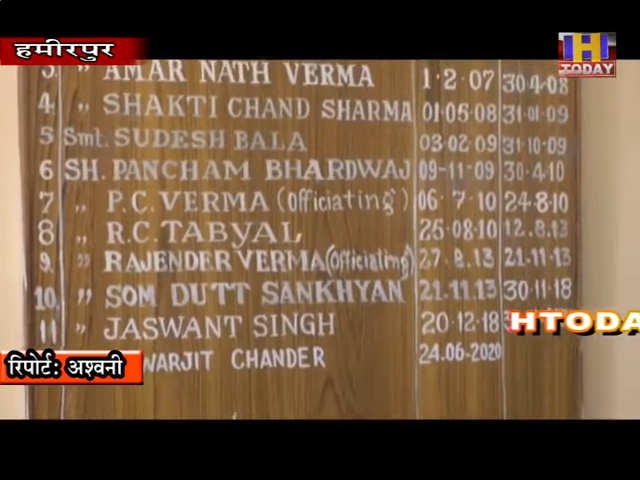 हमीरपुर
H
TODAY
3. " AMAR NATH VERMA 1·2·07 30·4·08
4 " SHAKTI CHAND SHARMA 01·05·08 31·01·09
5 Smt. SUDESH BALA 03·02·09 31·10·09
6 SH. PANCHAM BHARDWAJ 09-11-09 30·4·10
7 " P.C. VERMA (officiating) 06·7·10 24·8·10
8 " R.C. TABYAL 25·08·10 12·8·13
9. " RAJENDER VERMA (officiating) 27·8·13 21·11·13
10. " SOM DUTT SANKHYAN 21·11·13 30·11·18
11 " JASWANT SINGH 20·12·18
HTODA
रिपोर्ट: अश्वनी
WARJIT CHANDER 24.06-2020